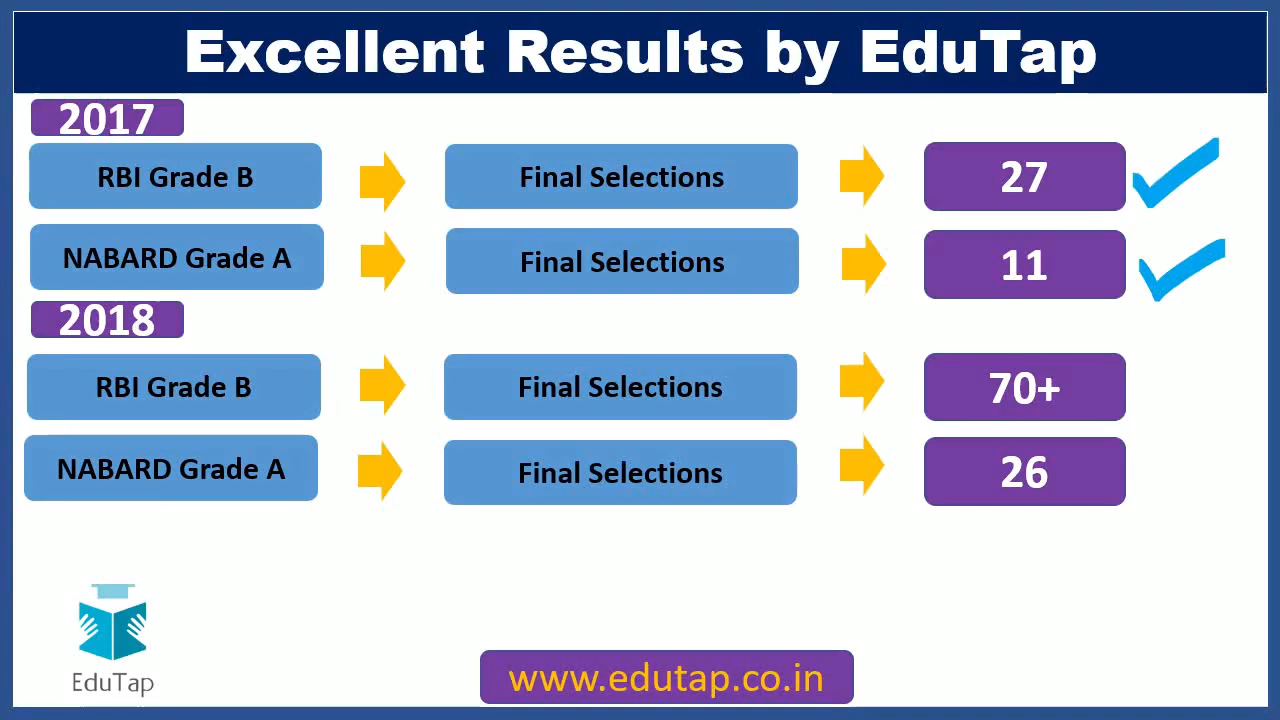 Excellent Results by EduTap
2017
RBI Grade B Final Selections 27
NABARD Grade A Final Selections 11
2018
RBI Grade B Final Selections 70+
NABARD Grade A Final Selections 26
EduTap
www.edutap.co.in